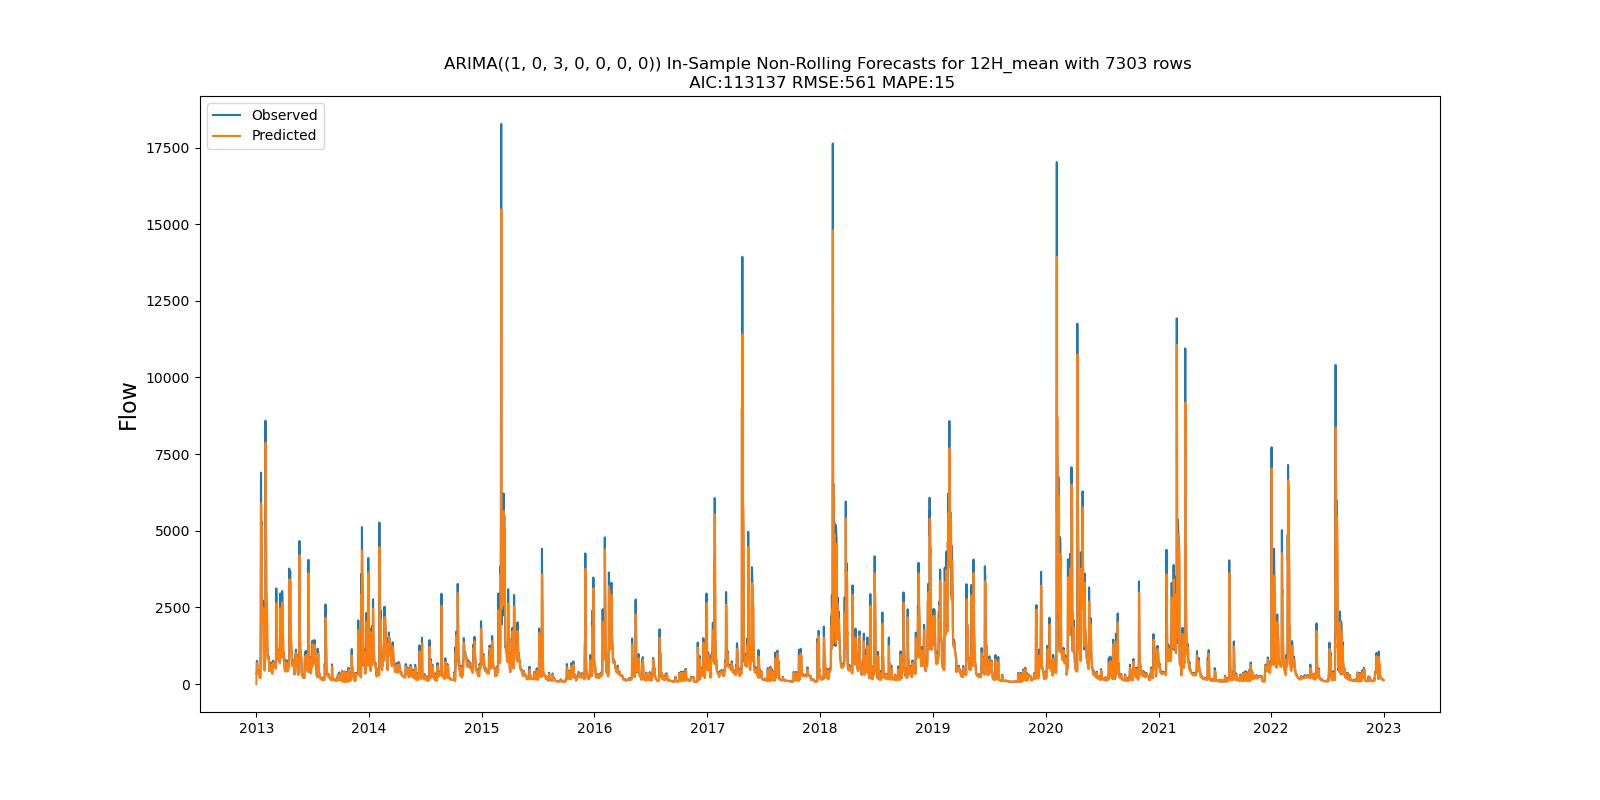 ARIMA((1, 0, 3, 0, 0, 0, 0)) In-Sample Non-Rolling Forecasts for 12H_mean with 7303 rows
AIC:113137 RMSE:561 MAPE:15
Observed
Predicted
17500
15000
12500
10000
7500
5000
2500
0
Flow
2013 2014 2015 2016 2017 2018 2019 2020 2021 2022 2023